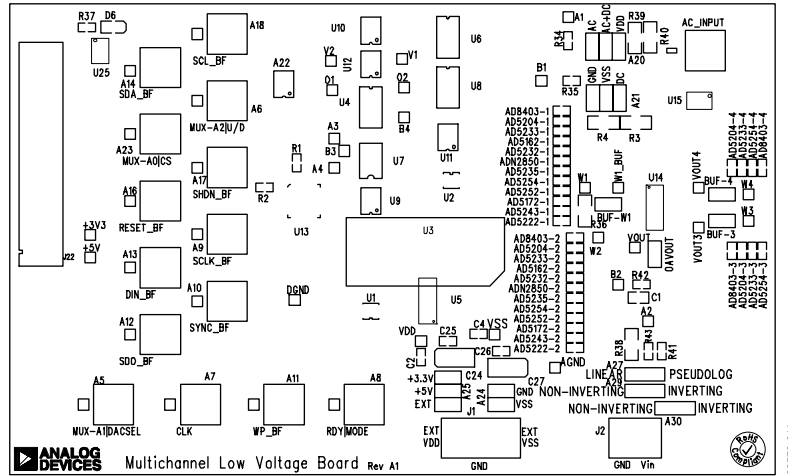 R37
D6
A18
SCL_BF
U25
A14
SDA_BF
A22
A6
MUX-A2|U/D
A23
MUX-A0|CS
A17
SHDN_BF
A16
RESET_BF
+3V3
+5V
J22
A9
SCLK_BF
A13
DIN_BF
A10
SYNC_BF
A12
SDO_BF
R1
R2
U13
DGND
U10
V2
U12
O1
U4
A3
B3
A4
U7
U9
V1
O2
B4
U6
U8
U11
U2
U3
U5
U1
A1
R34
AC
AC+DC
VDD
R39
R40
A20
AC_INPUT
B1
R35
GND
VSS
DC
A21
U15
R4
R3
AD8403-1
AD5204-1
AD5233-1
AD5162-1
AD5232-1
ADN2850-1
AD5235-1
AD5254-1
AD5252-1
AD5172-1
AD5243-1
AD5222-1
AD8403-2
AD5204-2
AD5233-2
AD5162-2
AD5232-2
ADN2850-2
AD5235-2
AD5254-2
AD5252-2
AD5172-2
AD5243-2
AD5222-2
W1
W1_BUF
U14
BUF-W1
R36
W2
VOUT
OAVOUT
B2
R42
C1
A2
R38
R43
R41
AD5204-4
AD5233-4
AD5254-4
AD8403-4
VOUT4
BUF-4
W4
VOUT3
BUF-3
W3
AD8403-3
AD5204-3
AD5233-3
AD5254-3
VDD
C25
C4
VSS
C2
C26
C24
C27
AGND
+3.3V
+5V
EXT
A25
A24
GND
VSS
J1
EXT
VDD
EXT
VSS
GND
A27
LINEAR
PSEUDOLOG
A29
NON-INVERTING
INVERTING
NON-INVERTING
INVERTING
A30
J2
GND Vin
A5
MUX-A1|DACSEL
A7
CLK
A11
WP_BF
A8
RDY|MODE
ANALOG
DEVICES
Multichannel Low Voltage Board Rev A1
RoHS
Compliant